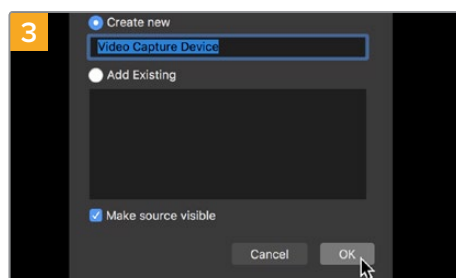 3
Create new
Video Capture Device
Add Existing
Make source visible
Cancel OK